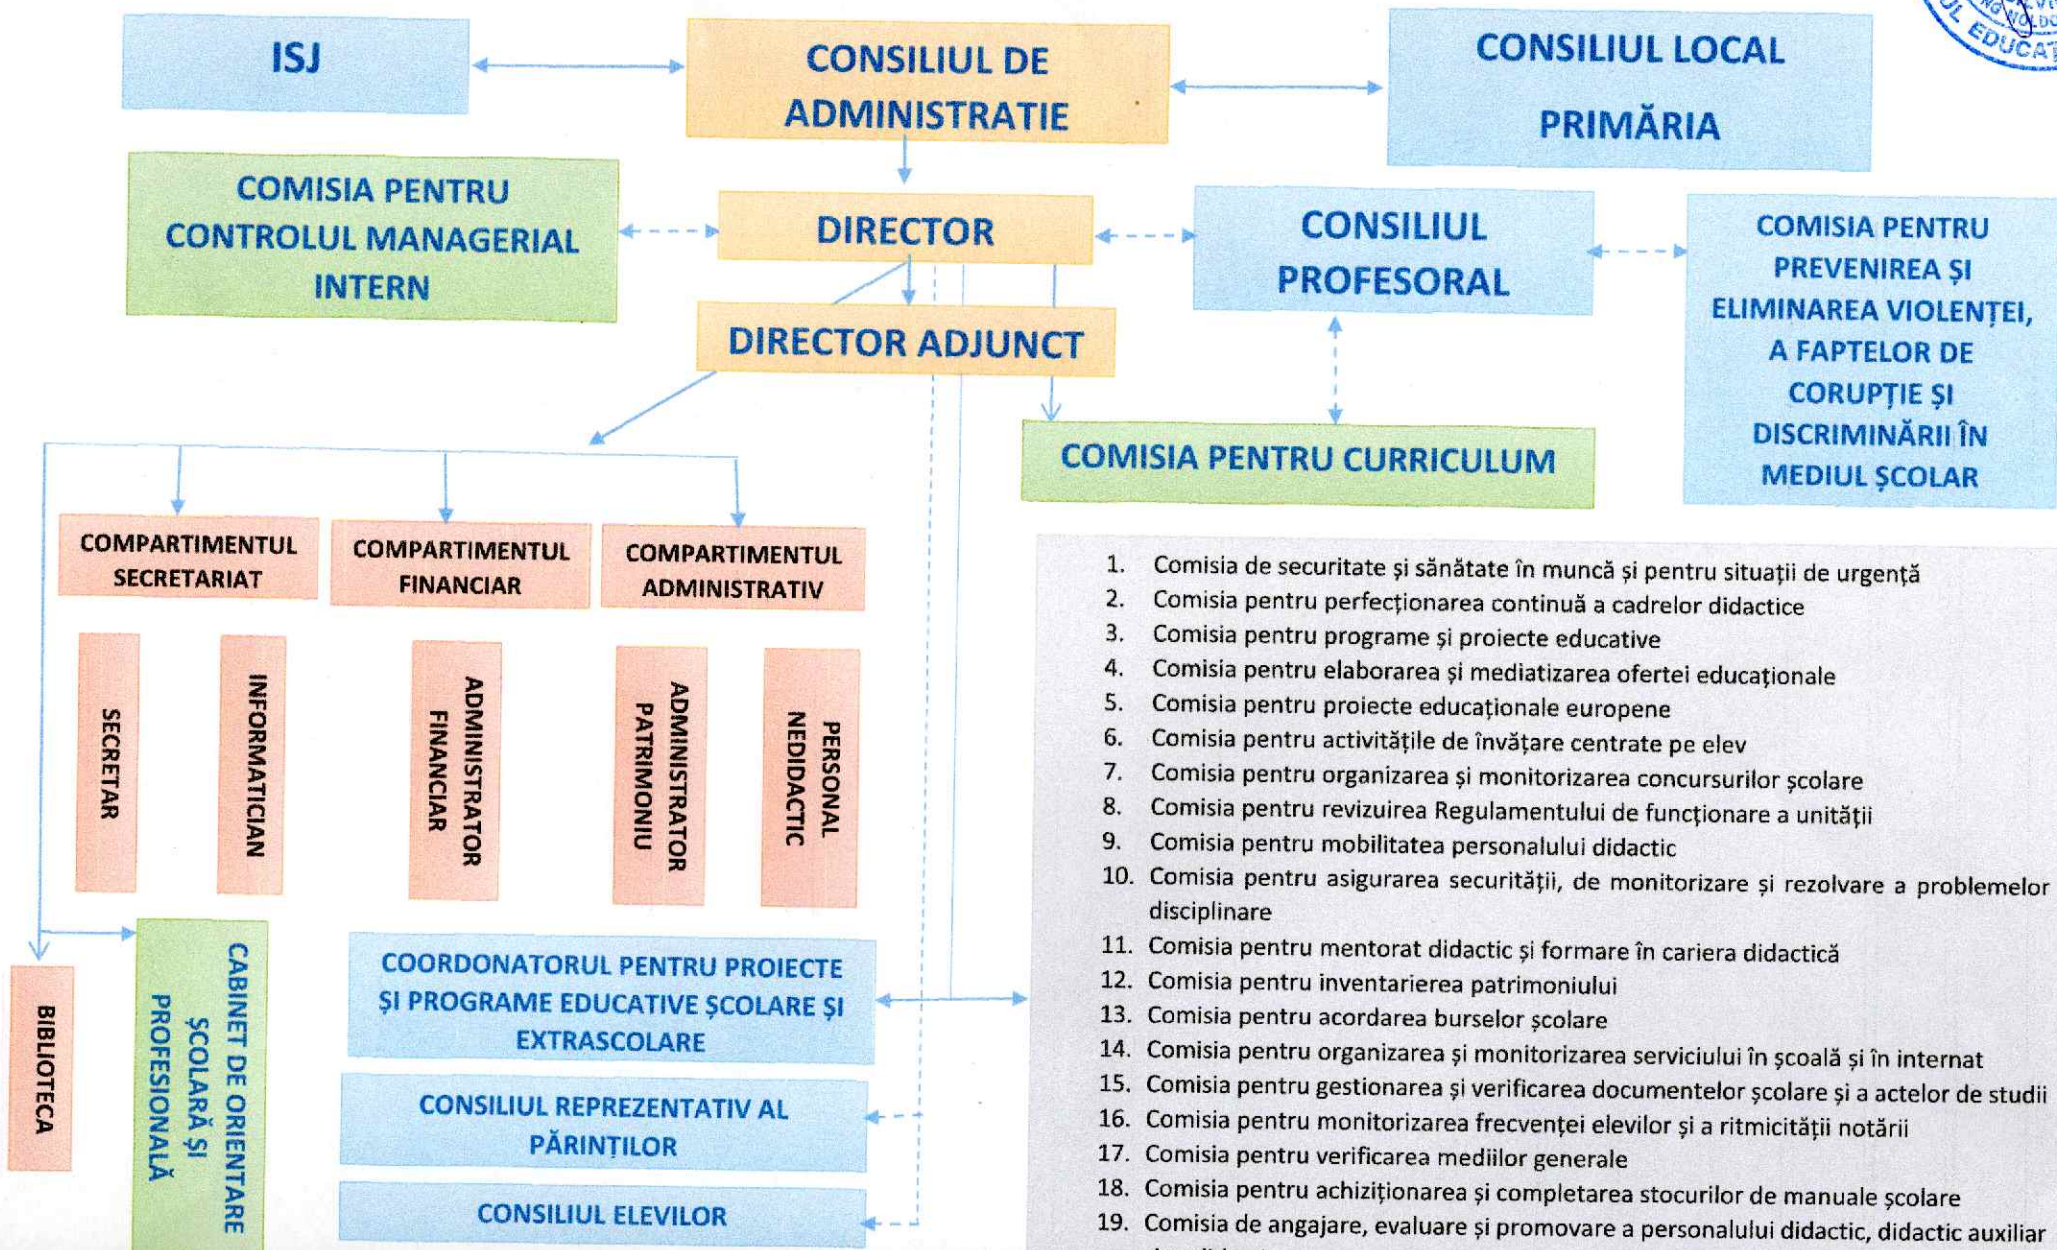 ISJ
CONSILIUL DE
ADMINISTRATIE
CONSILIUL LOCAL
PRIMĂRIA
EDUCAȚ
COMISIA PENTRU
CONTROLUL MANAGERIAL
INTERN
DIRECTOR
CONSILIUL
PROFESORAL
COMISIA PENTRU
PREVENIREA ȘI
ELIMINAREA VIOLENȚEI,
A FAPTELOR DE
CORUPȚIE ȘI
DISCRIMINĂRII ÎN
MEDIUL ȘCOLAR
DIRECTOR ADJUNCT
COMISIA PENTRU CURRICULUM
COMPARTIMENTUL
SECRETARIAT
COMPARTIMENTUL
FINANCIAR
COMPARTIMENTUL
ADMINISTRATIV
SECRETAR
INFORMATICIAN
ADMINISTRATOR
FINANCIAR
ADMINISTRATOR
PATRIMONIU
PERSONAL
NEDIDACTIC
BIBLIOTECA
CABINET DE ORIENTARE
ȘCOLARĂ ȘI
PROFESIONALĂ
COORDONATORUL PENTRU PROIECTE
ȘI PROGRAME EDUCATIVE ȘCOLARE ȘI
EXTRASCOLARE
CONSILIUL REPREZENTATIV AL
PĂRINȚILOR
CONSILIUL ELEVILOR
1. Comisia de securitate și sănătate în muncă și pentru situații de urgență
2. Comisia pentru perfecționarea continuă a cadrelor didactice
3. Comisia pentru programe și proiecte educative
4. Comisia pentru elaborarea și mediatizarea ofertei educaționale
5. Comisia pentru proiecte educaționale europene
6. Comisia pentru activitățile de învățare centrate pe elev
7. Comisia pentru organizarea și monitorizarea concursurilor școlare
8. Comisia pentru revizuirea Regulamentului de funcționare a unității
9. Comisia pentru mobilitatea personalului didactic
10. Comisia pentru asigurarea securității, de monitorizare și rezolvare a problemelor
disciplinare
11. Comisia pentru mentorat didactic și formare în cariera didactică
12. Comisia pentru inventarierea patrimoniului
13. Comisia pentru acordarea burselor școlare
14. Comisia pentru organizarea și monitorizarea serviciului în școală și în internat
15. Comisia pentru gestionarea și verificarea documentelor școlare și a actelor de studii
16. Comisia pentru monitorizarea frecvenței elevilor și a ritmicității notării
17. Comisia pentru verificarea mediilor generale
18. Comisia pentru achiziționarea și completarea stocurilor de manuale școlare
19. Comisia de angajare, evaluare și promovare a personalului didactic, didactic auxiliar